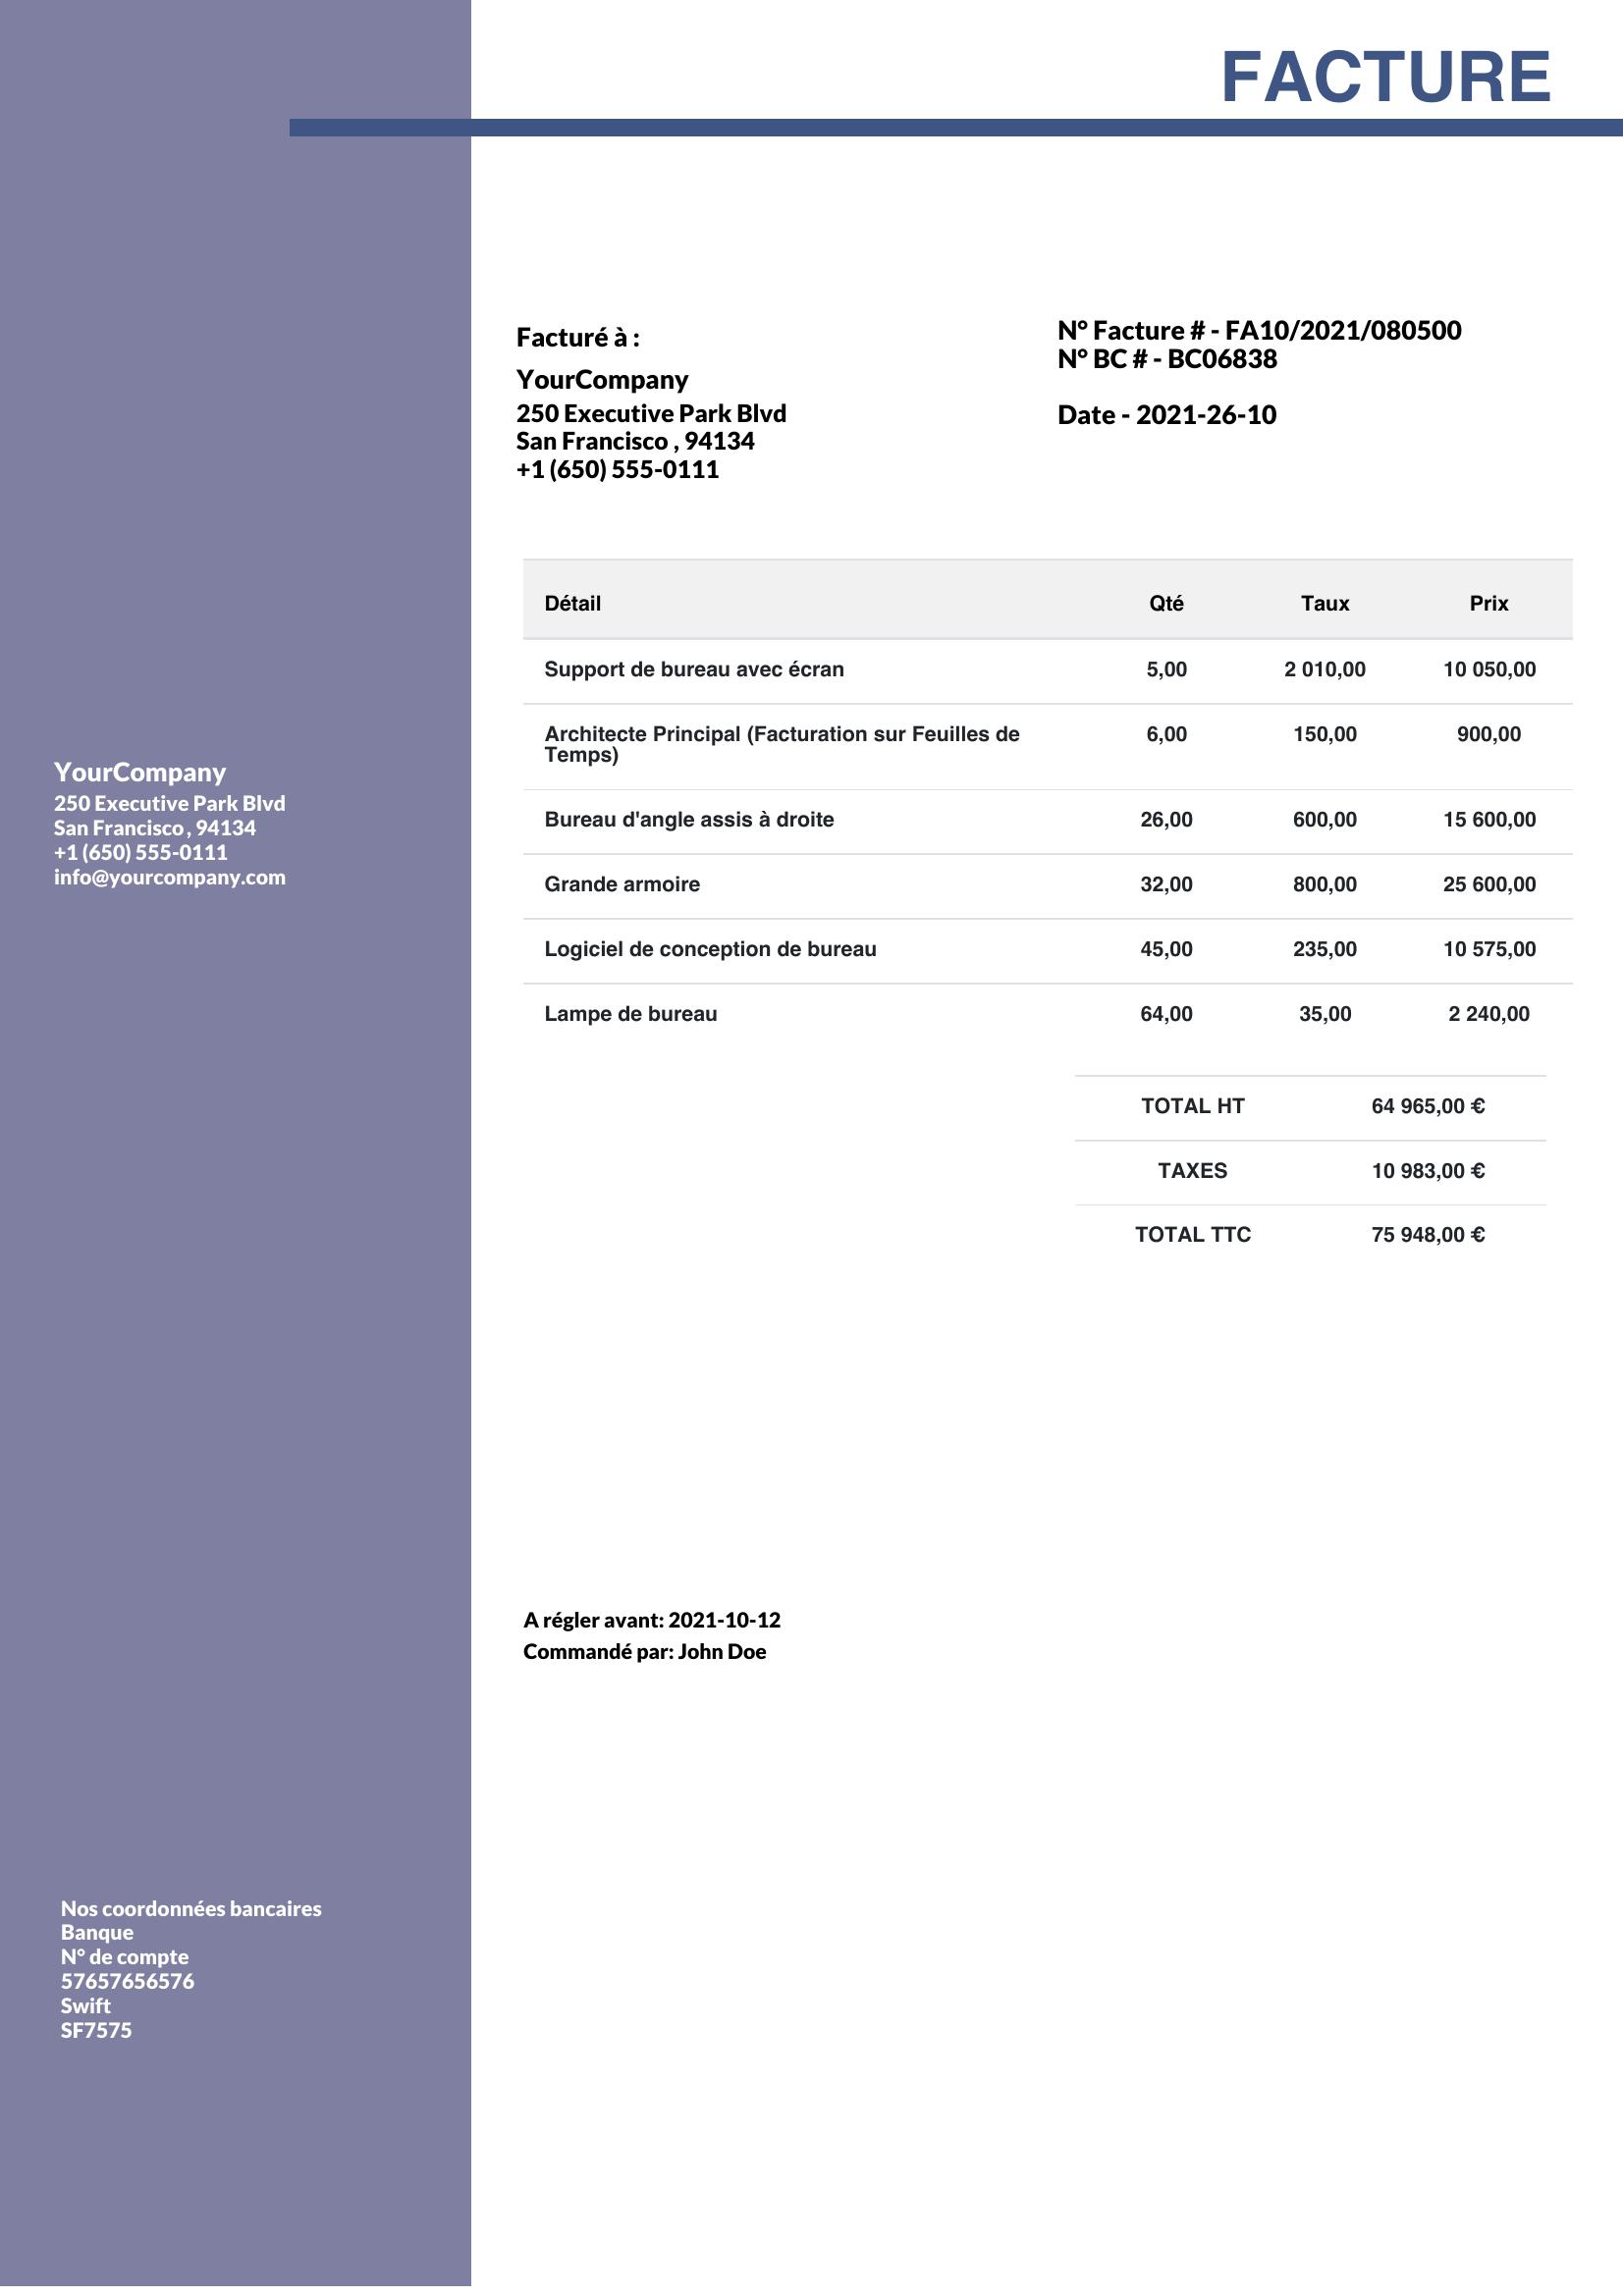 FACTURE
Facturé à :
YourCompany
250 Executive Park Blvd
San Francisco , 94134
+1 (650) 555-0111
N° Facture # - FA10/2021/080500
N° BC # - BC06838
Date - 2021-26-10
Détail Qté Taux Prix
Support de bureau avec écran 5,00 2 010,00 10 050,00
Architecte Principal (Facturation sur Feuilles de 6,00 150,00 900,00
Temps)
Bureau d'angle assis à droite 26,00 600,00 15 600,00
Grande armoire 32,00 800,00 25 600,00
Logiciel de conception de bureau 45,00 235,00 10 575,00
Lampe de bureau 64,00 35,00 2 240,00
TOTAL HT 64 965,00 €
TAXES 10 983,00 €
TOTAL TTC 75 948,00 €
YourCompany
250 Executive Park Blvd
San Francisco , 94134
+1 (650) 555-0111
info@yourcompany.com
A régler avant: 2021-10-12
Commandé par: John Doe
Nos coordonnées bancaires
Banque
N° de compte
57657656576
Swift
SF7575